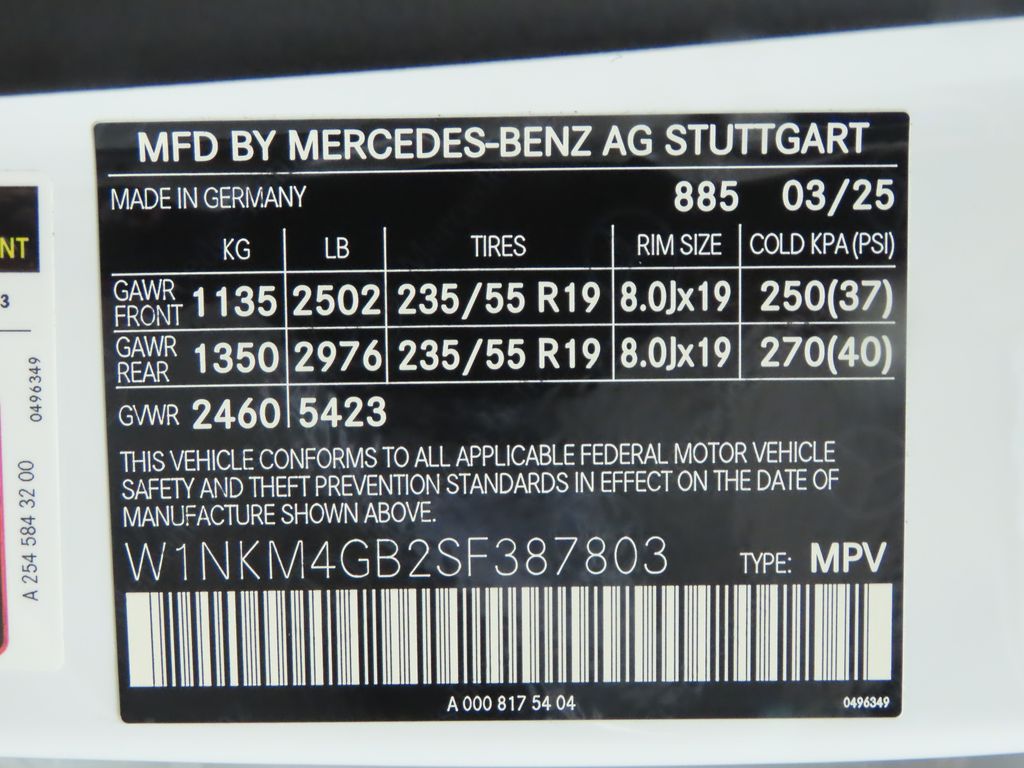 MFD BY MERCEDES-BENZ AG STUTTGART
MADE IN GERMANY 885 03/25
KG LB TIRES RIM SIZE COLD KPA (PSI)
GAWR FRONT 1135 2502 235/55 R19 8.0Jx19 250(37)
GAWR REAR 1350 2976 235/55 R19 8.0Jx19 270(40)
GVWR 2460 5423
THIS VEHICLE CONFORMS TO ALL APPLICABLE FEDERAL MOTOR VEHICLE
SAFETY AND THEFT PREVENTION STANDARDS IN EFFECT ON THE DATE OF
MANUFACTURE SHOWN ABOVE.
W1NKM4GB2SF387803 TYPE: MPV
A 000 817 54 04 0496349
NT
3
0496349
A 254 584 32 00